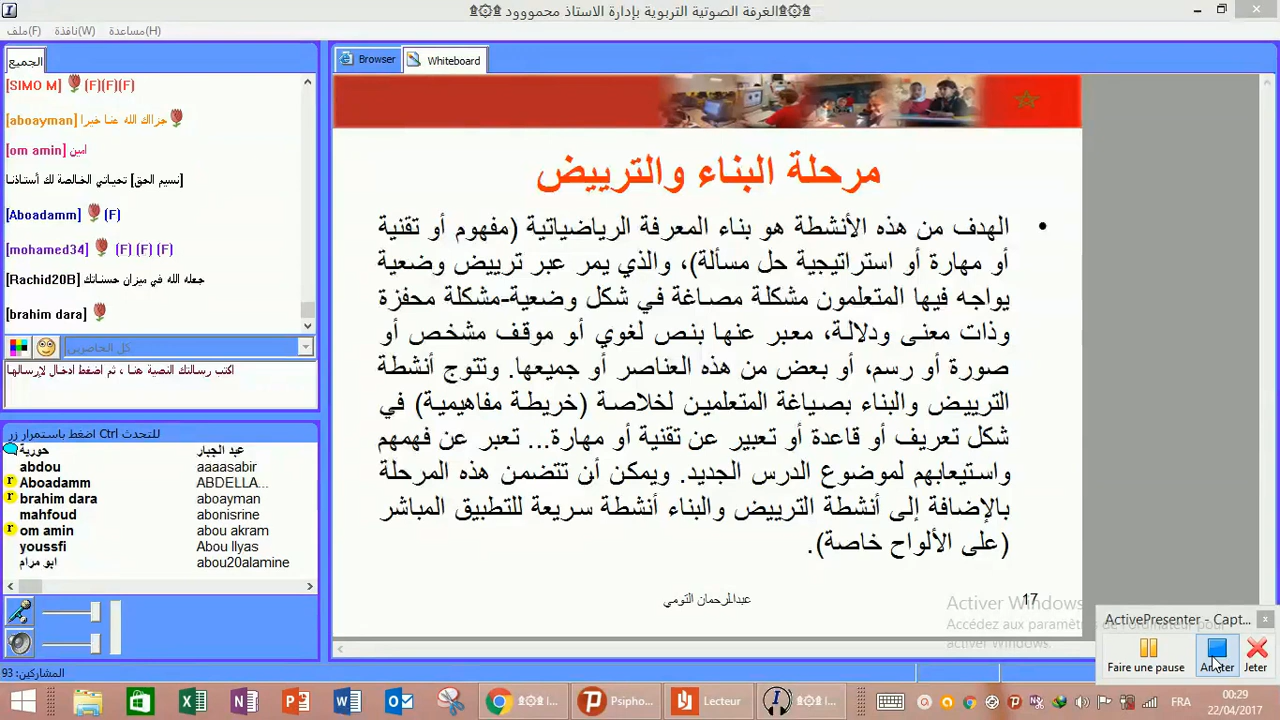 ۩۞۩الغرفة الصوتية التربوية بإدارة الاستاذ محموووود۩۞۩
ملف(F) نافذة(W) مساعدة(H)
الجميع
[SIMO M] (F)(F)(F)
[aboayman] جزاك الله عنا خيرا
[om amin] امين
[نسيم الحق] تحياتي الخالصة لك أستاذنا
[Aboadamm] (F)
[mohamed34] (F) (F) (F)
[Rachid20B] جعله الله في ميزان حسناتك
[brahim dara]
كل الحاضرين
اكتب رسالتك النصية هنا ، ثم اضغط ادخال لإرسالها
للتحدث Ctrl اضغط باستمرار زر
حورية عبد الجبار
abdou aaaasabir
Aboadamm ABDELLA...
brahim dara aboayman
mahfoud abonisrine
om amin abou akram
youssfi Abou Ilyas
ابو مرام abou20alamine
المشاركين: 93
Browser Whiteboard
مرحلة البناء والترييض
• الهدف من هذه الأنشطة هو بناء المعرفة الرياضياتية (مفهوم أو تقنية
أو مهارة أو استراتيجية حل مسألة)، والذي يمر عبر ترييض وضعية
يواجه فيها المتعلمون مشكلة مصاغة في شكل وضعية-مشكلة محفزة
وذات معنى ودلالة، معبر عنها بنص لغوي أو موقف مشخص أو
صورة أو رسم، أو بعض من هذه العناصر أو جميعها. وتتوج أنشطة
الترييض والبناء بصياغة المتعلمين لخلاصة (خريطة مفاهيمية) في
شكل تعريف أو قاعدة أو تعبير عن تقنية أو مهارة... تعبر عن فهمهم
واستيعابهم لموضوع الدرس الجديد. ويمكن أن تتضمن هذه المرحلة
بالإضافة إلى أنشطة الترييض والبناء أنشطة سريعة للتطبيق المباشر
(على الألواح خاصة).
عبدالرحمان التومي
17
Activer Windows
Accédez aux paramètres de l'ordinateur pour
activer Windows.
ActivePresenter - Capt...
Faire une pause Arrêter Jeter
Psipho... Lecteur
FRA
00:29
22/04/2017